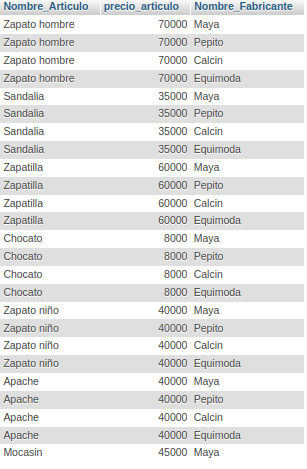 Nombre_Articulo precio_articulo Nombre_Fabricante
Zapato hombre 70000 Maya
Zapato hombre 70000 Pepito
Zapato hombre 70000 Calcin
Zapato hombre 70000 Equimoda
Sandalia 35000 Maya
Sandalia 35000 Pepito
Sandalia 35000 Calcin
Sandalia 35000 Equimoda
Zapatilla 60000 Maya
Zapatilla 60000 Pepito
Zapatilla 60000 Calcin
Zapatilla 60000 Equimoda
Chocato 8000 Maya
Chocato 8000 Pepito
Chocato 8000 Calcin
Chocato 8000 Equimoda
Zapato niño 40000 Maya
Zapato niño 40000 Pepito
Zapato niño 40000 Calcin
Zapato niño 40000 Equimoda
Apache 40000 Maya
Apache 40000 Pepito
Apache 40000 Calcin
Apache 40000 Equimoda
Mocasin 45000 Maya